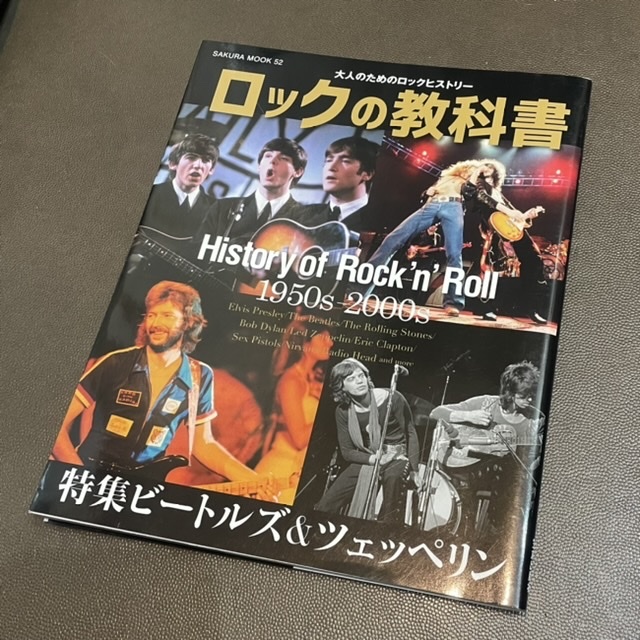 SAKURA MOOK 52
大人のためのロックヒストリー
ロックの教科書
History of Rock'n'Roll
1950s-2000s
Elvis Presley/The Beatles/The Rolling Stones/
Bob Dylan/Led Zeppelin/Eric Clapton/
Sex Pistols/Nirvana/Radio Head and more
特集ビートルズ&ツェッペリン